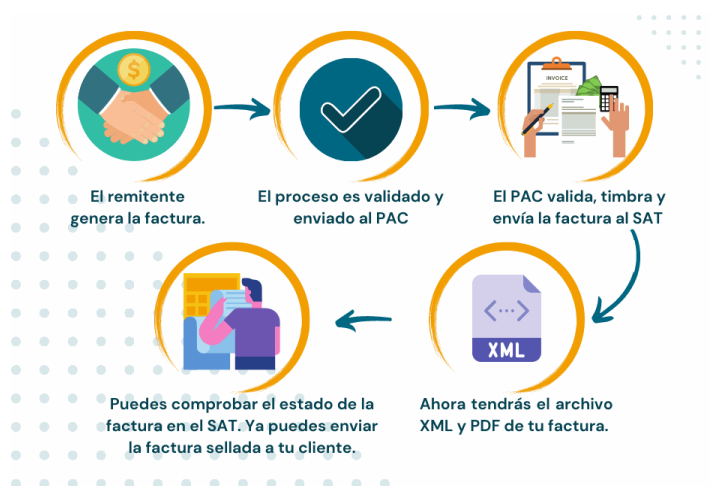 El remitente
genera la factura.
El proceso es validado y
enviado al PAC
INVOICE
El PAC valida, timbra y
envía la factura al SAT
XML
Ahora tendrás el archivo
XML y PDF de tu factura.
Puedes comprobar el estado de la
factura en el SAT. Ya puedes enviar
la factura sellada a tu cliente.